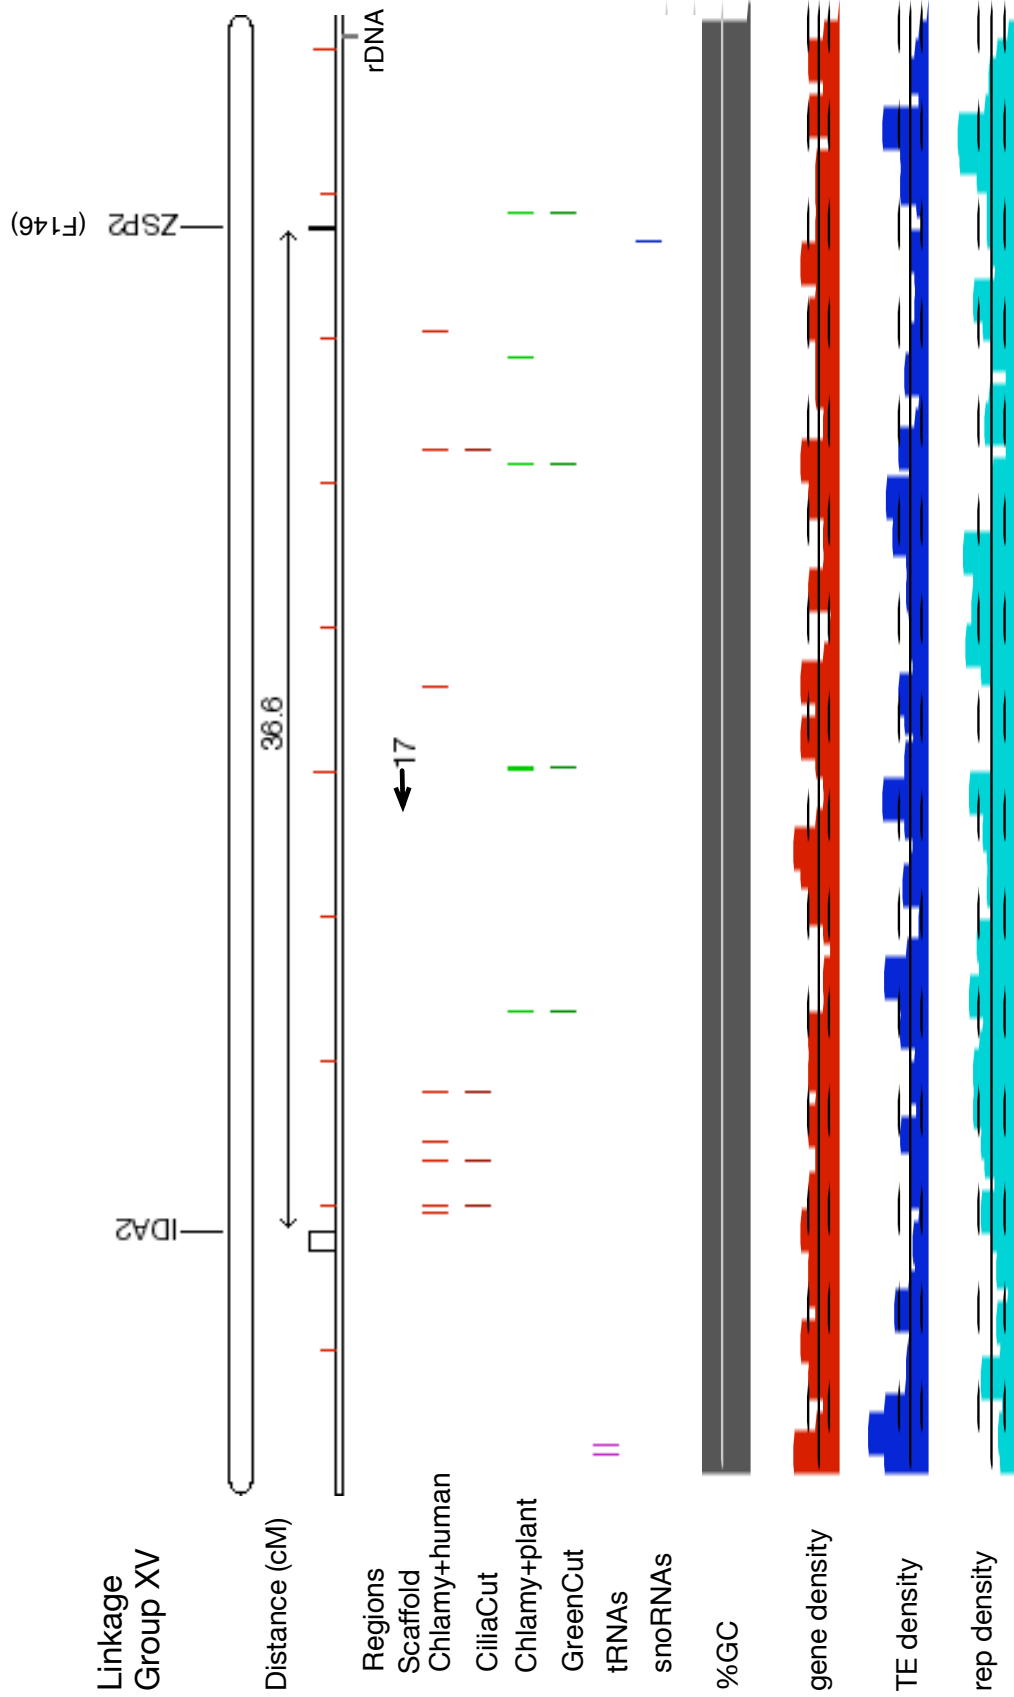 Linkage
Group XV
IDA2
ZSP2
(F146)
Distance (cM)
36.6
rDNA
Regions
Scaffold
17
Chlamy+human
CiliaCut
Chlamy+plant
GreenCut
tRNAs
snoRNAs
%GC
gene density
TE density
rep density